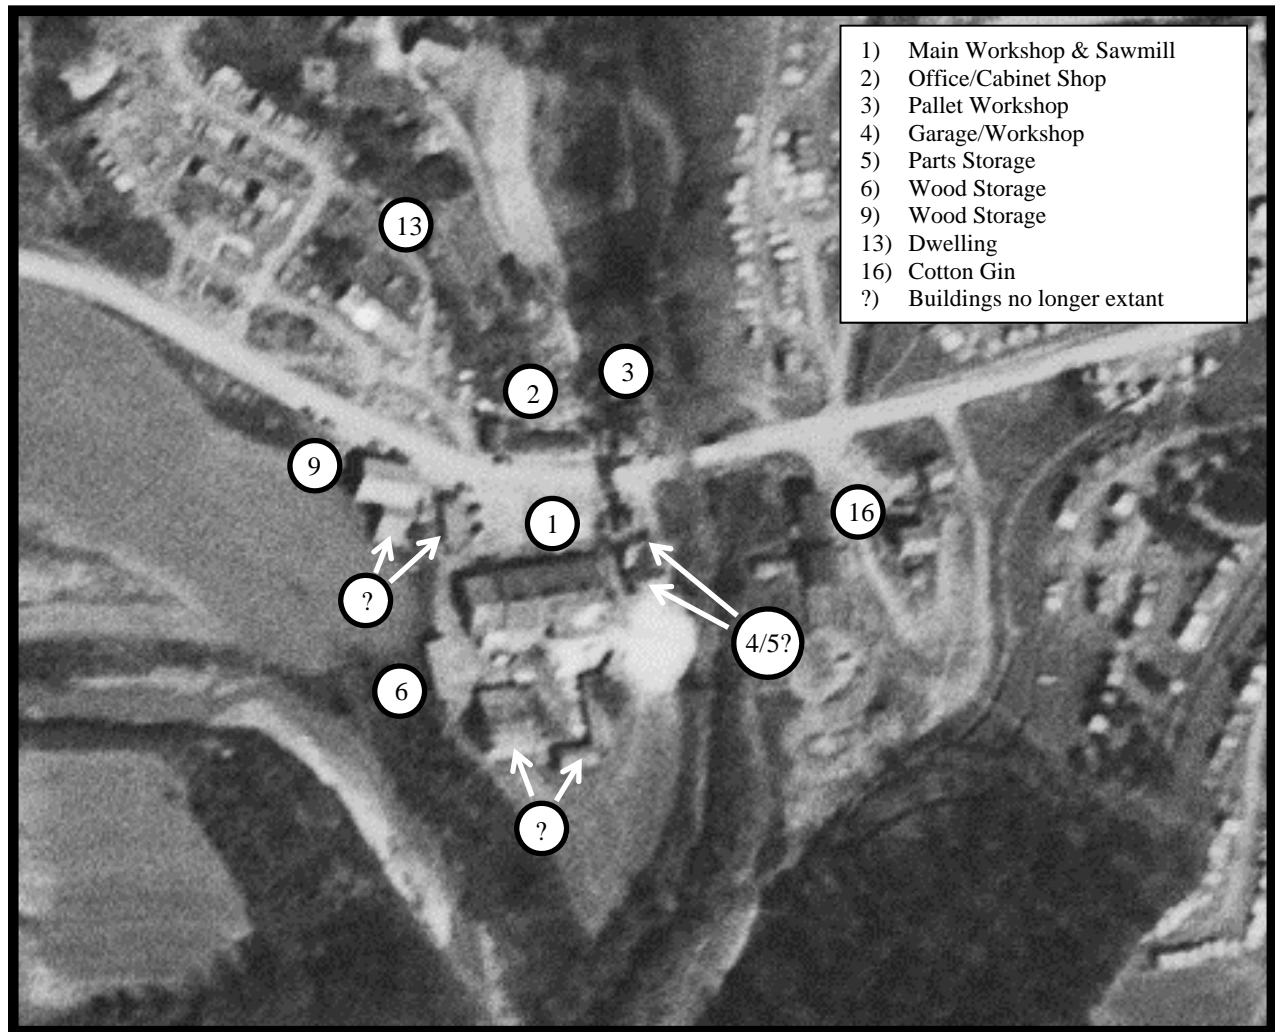 1) Main Workshop & Sawmill
2) Office/Cabinet Shop
3) Pallet Workshop
4) Garage/Workshop
5) Parts Storage
6) Wood Storage
9) Wood Storage
13) Dwelling
16) Cotton Gin
?) Buildings no longer extant
13
3
2
9
16
1
?
4/5?
6
?